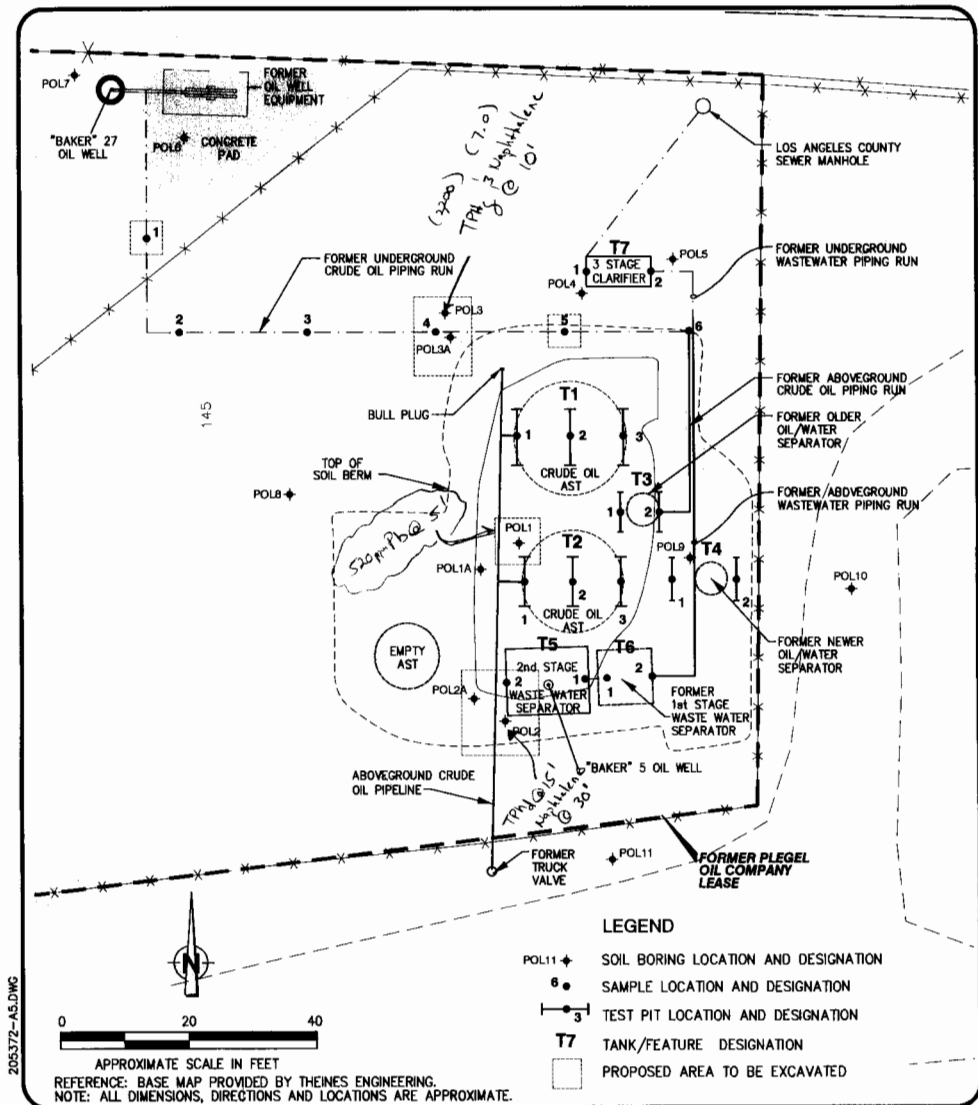 POL7
FORMER
OIL WELL
EQUIPMENT
"BAKER" 27
OIL WELL
POL6
CONCRETE
PAD
LOS ANGELES COUNTY
SEWER MANHOLE
(2200) (7.0)
TPH g 13 Naphthalene
@ 10'
1
FORMER UNDERGROUND
CRUDE OIL PIPING RUN
T7
1
3 STAGE
CLARIFIER
2
POL5
POL4
FORMER UNDERGROUND
WASTEWATER PIPING RUN
2
3
4
POL3
POL3A
5
6
145
BULL PLUG
T1
1
2
3
CRUDE OIL
AST
FORMER ABOVEGROUND
CRUDE OIL PIPING RUN
FORMER OLDER
OIL/WATER
SEPARATOR
TOP OF
SOIL BERM
T3
1
2
FORMER ABOVEGROUND
WASTEWATER PIPING RUN
POL8
520 ppm Pb @ 5'
POL1
POL1A
T2
1
2
3
CRUDE OIL
AST
POL9
T4
1
2
POL10
EMPTY
AST
FORMER NEWER
OIL/WATER
SEPARATOR
T5
2nd. STAGE
WASTE WATER
SEPARATOR
2
1
T6
1
2
FORMER
1st STAGE
WASTE WATER
SEPARATOR
POL2A
POL2
"BAKER" 5 OIL WELL
ABOVEGROUND CRUDE
OIL PIPELINE
TPHd @ 15'
Naphthalene
@ 30'
FORMER
TRUCK
VALVE
POL11
FORMER PLEGEL
OIL COMPANY
LEASE
N
LEGEND
POL11 SOIL BORING LOCATION AND DESIGNATION
6 SAMPLE LOCATION AND DESIGNATION
3 TEST PIT LOCATION AND DESIGNATION
T7 TANK/FEATURE DESIGNATION
PROPOSED AREA TO BE EXCAVATED
0 20 40
APPROXIMATE SCALE IN FEET
REFERENCE: BASE MAP PROVIDED BY THEINES ENGINEERING.
NOTE: ALL DIMENSIONS, DIRECTIONS AND LOCATIONS ARE APPROXIMATE.
205372-A5.DWG